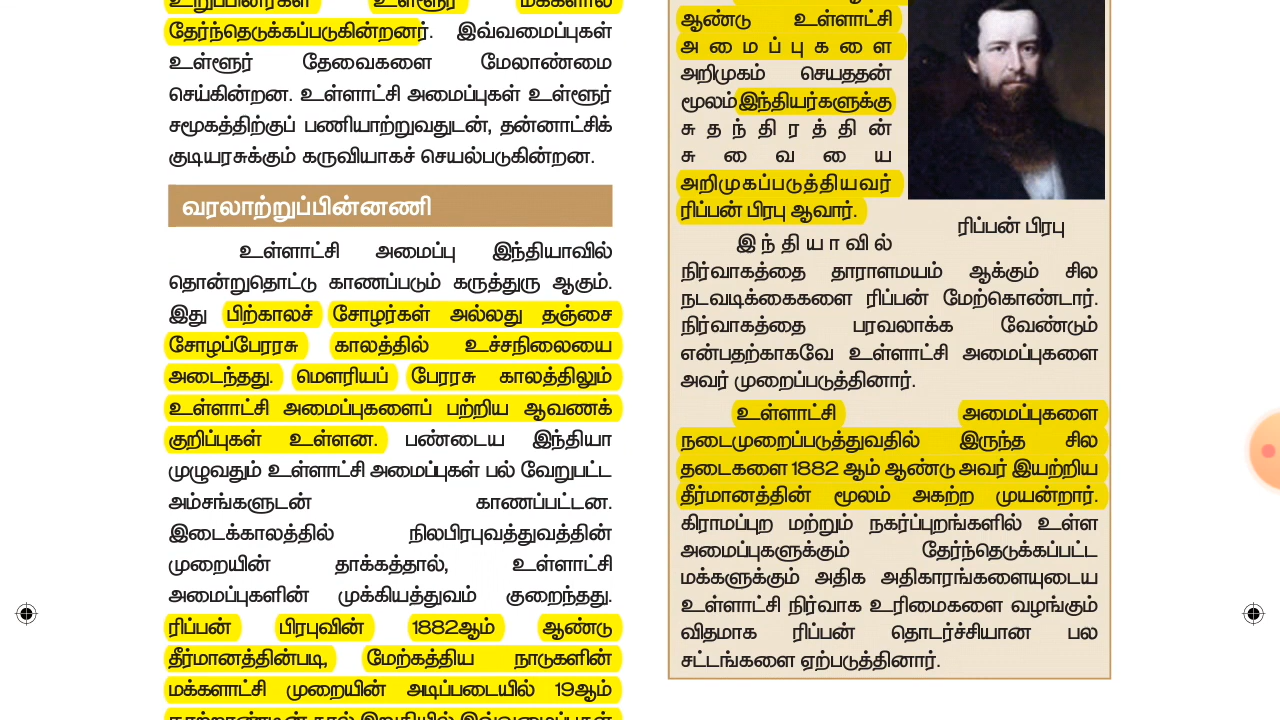 தேர்ந்தெடுக்கப்படுகின்றனர். இவ்வமைப்புகள்
உள்ளூர் தேவைகளை மேலாண்மை
செய்கின்றன. உள்ளாட்சி அமைப்புகள் உள்ளூர்
சமூகத்திற்குப் பணியாற்றுவதுடன், தன்னாட்சிக்
குடியரசுக்கும் கருவியாகச் செயல்படுகின்றன.
வரலாற்றுப்பின்னணி
உள்ளாட்சி அமைப்பு இந்தியாவில்
தொன்றுதொட்டு காணப்படும் கருத்துரு ஆகும்.
இது பிற்காலச் சோழர்கள் அல்லது தஞ்சை
சோழப்பேரரசு காலத்தில் உச்சநிலையை
அடைந்தது. மௌரியப் பேரரசு காலத்திலும்
உள்ளாட்சி அமைப்புகளைப் பற்றிய ஆவணக்
குறிப்புகள் உள்ளன. பண்டைய இந்தியா
முழுவதும் உள்ளாட்சி அமைப்புகள் பல் வேறுபட்ட
அம்சங்களுடன் காணப்பட்டன.
இடைக்காலத்தில் நிலபிரபுவத்துவத்தின்
முறையின் தாக்கத்தால், உள்ளாட்சி
அமைப்புகளின் முக்கியத்துவம் குறைந்தது.
ரிப்பன் பிரபுவின் 1882ஆம் ஆண்டு
தீர்மானத்தின்படி, மேற்கத்திய நாடுகளின்
மக்களாட்சி முறையின் அடிப்படையில் 19ஆம்
ஆண்டு உள்ளாட்சி
அமைப்புகளை
அறிமுகம் செயததன்
மூலம் இந்தியர்களுக்கு
சுதந்திரத்தின்
சுவையை
அறிமுகப்படுத்தியவர்
ரிப்பன் பிரபு ஆவார்.
ரிப்பன் பிரபு
இந்தியாவில்
நிர்வாகத்தை தாராளமயம் ஆக்கும் சில
நடவடிக்கைகளை ரிப்பன் மேற்கொண்டார்.
நிர்வாகத்தை பரவலாக்க வேண்டும்
என்பதற்காகவே உள்ளாட்சி அமைப்புகளை
அவர் முறைப்படுத்தினார்.
உள்ளாட்சி அமைப்புகளை
நடைமுறைப்படுத்துவதில் இருந்த சில
தடைகளை 1882 ஆம் ஆண்டு அவர் இயற்றிய
தீர்மானத்தின் மூலம் அகற்ற முயன்றார்.
கிராமப்புற மற்றும் நகர்ப்புறங்களில் உள்ள
அமைப்புகளுக்கும் தேர்ந்தெடுக்கப்பட்ட
மக்களுக்கும் அதிக அதிகாரங்களையுடைய
உள்ளாட்சி நிர்வாக உரிமைகளை வழங்கும்
விதமாக ரிப்பன் தொடர்ச்சியான பல
சட்டங்களை ஏற்படுத்தினார்.